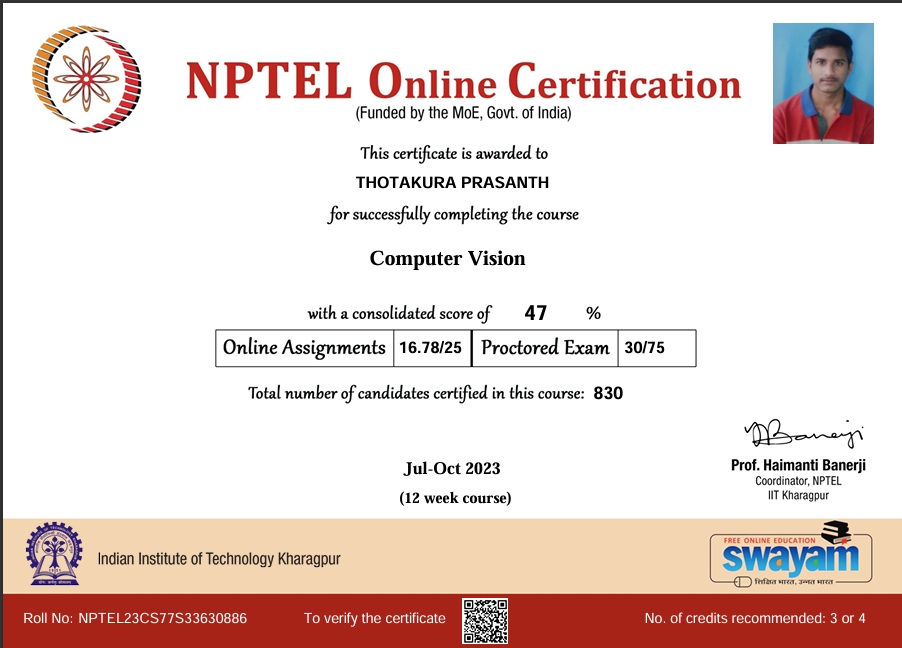 NPTEL Online Certification
(Funded by the MoE, Govt. of India)
This certificate is awarded to
THOTAKURA PRASANTH
for successfully completing the course
Computer Vision
with a consolidated score of 47 %
Online Assignments 16.78/25 Proctored Exam 30/75
Total number of candidates certified in this course: 830
Jul-Oct 2023
(12 week course)
Prof. Haimanti Banerji
Coordinator, NPTEL
IIT Kharagpur
Indian Institute of Technology Kharagpur
FREE ONLINE EDUCATION
swayam
शिक्षित भारत, उन्नत भारत
Roll No: NPTEL23CS77S33630886
To verify the certificate
No. of credits recommended: 3 or 4